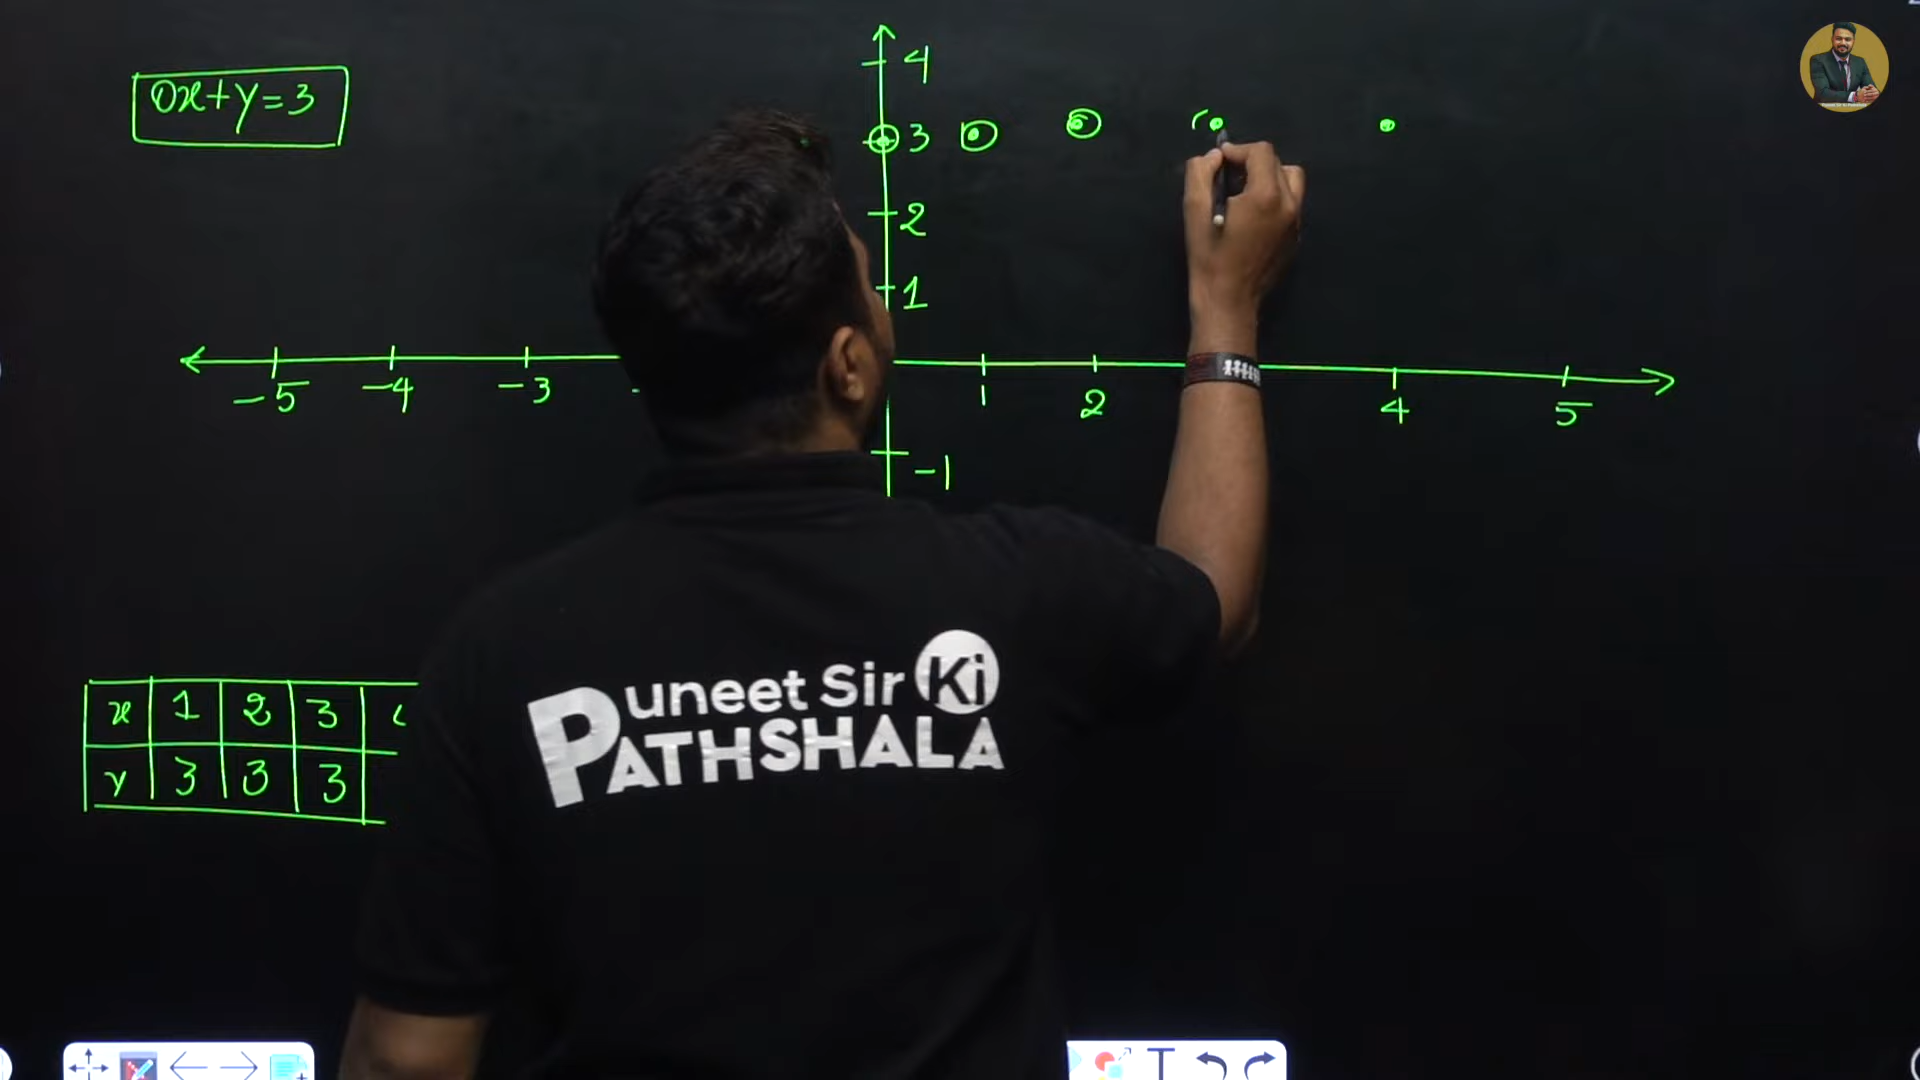 0x+y=3
4
3
2
1
-5 -4 -3 1 2 4 5
-1
x 1 2 3
y 3 3 3
Puneet Sir Ki
PATHSHALA
T